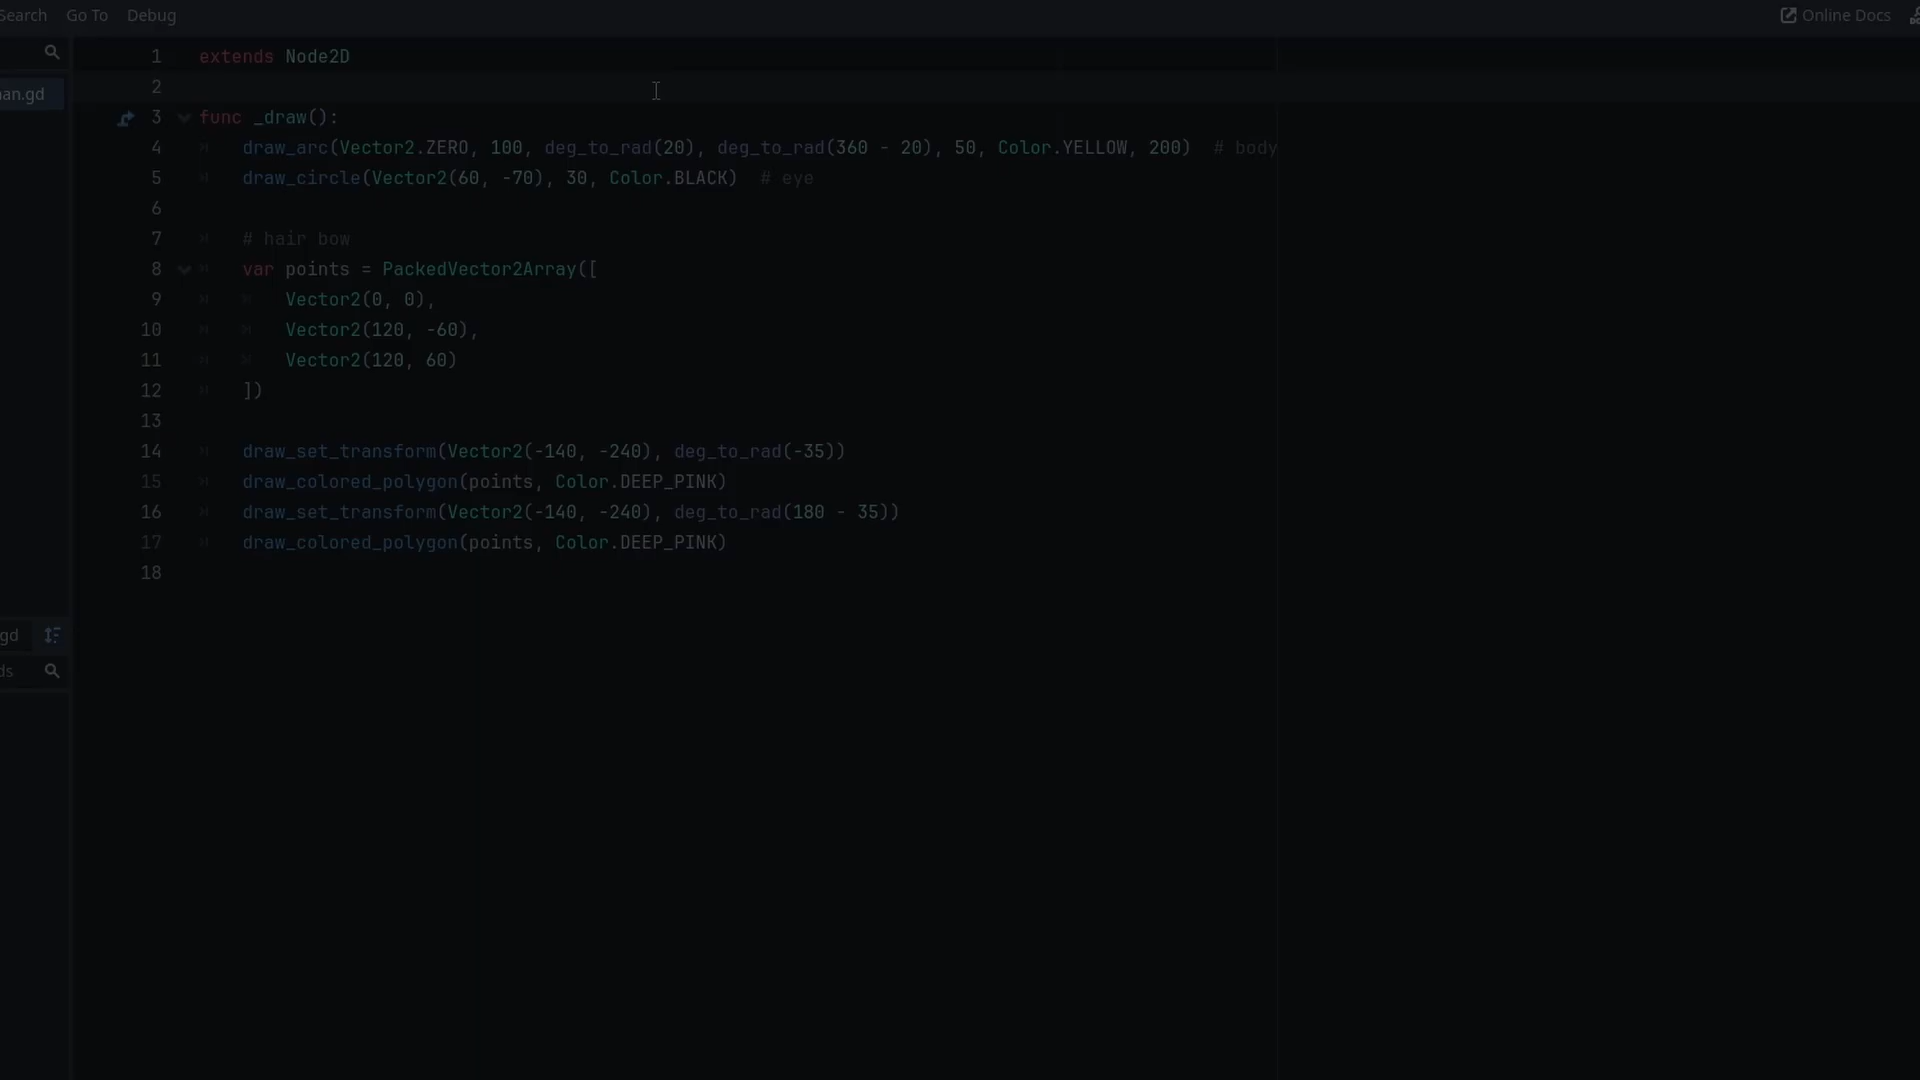 Search Go To Debug Online Docs
1 extends Node2D
2
an.gd
3 func _draw():
4 draw_arc(Vector2.ZERO, 100, deg_to_rad(20), deg_to_rad(360 - 20), 50, Color.YELLOW, 200)  # body
5 draw_circle(Vector2(60, -70), 30, Color.BLACK)  # eye
6
7 # hair bow
8 var points = PackedVector2Array([
9 Vector2(0, 0),
10 Vector2(120, -60),
11 Vector2(120, 60)
12 ])
13
14 draw_set_transform(Vector2(-140, -240), deg_to_rad(-35))
15 draw_colored_polygon(points, Color.DEEP_PINK)
16 draw_set_transform(Vector2(-140, -240), deg_to_rad(180 - 35))
17 draw_colored_polygon(points, Color.DEEP_PINK)
18
gd
ds